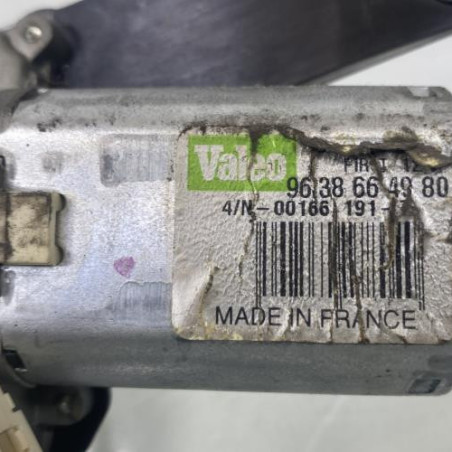 Valeo
96 38 66 49 80
4/N-00166 191-
MADE IN FRANCE